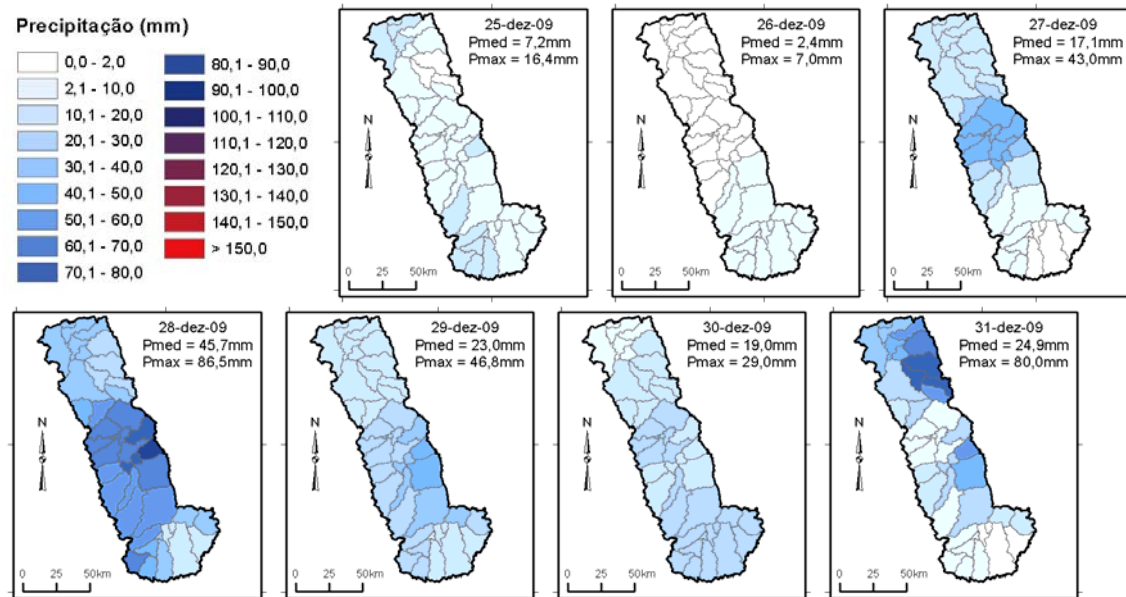 Precipitação (mm)
0,0 - 2,0
2,1 - 10,0
10,1 - 20,0
20,1 - 30,0
30,1 - 40,0
40,1 - 50,0
50,1 - 60,0
60,1 - 70,0
70,1 - 80,0
80,1 - 90,0
90,1 - 100,0
100,1 - 110,0
110,1 - 120,0
120,1 - 130,0
130,1 - 140,0
140,1 - 150,0
> 150,0
25-dez-09
Pmed = 7,2mm
Pmax = 16,4mm
N
0 25 50km
26-dez-09
Pmed = 2,4mm
Pmax = 7,0mm
N
0 25 50km
27-dez-09
Pmed = 17,1mm
Pmax = 43,0mm
N
0 25 50km
28-dez-09
Pmed = 45,7mm
Pmax = 86,5mm
N
0 25 50km
29-dez-09
Pmed = 23,0mm
Pmax = 46,8mm
N
0 25 50km
30-dez-09
Pmed = 19,0mm
Pmax = 29,0mm
N
0 25 50km
31-dez-09
Pmed = 24,9mm
Pmax = 80,0mm
N
0 25 50km